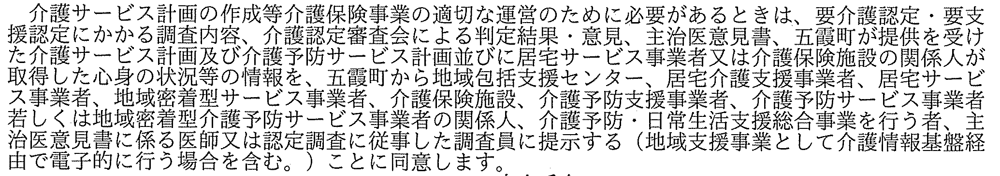 介護サービス計画の作成等介護保険事業の適切な運営のために必要があるときは、要介護認定・要支
援認定にかかる調査内容、介護認定審査会による判定結果・意見、主治医意見書、五霞町が提供を受け
た介護サービス計画及び介護予防サービス計画並びに居宅サービス事業者又は介護保険施設の関係人が
取得した心身の状況等の情報を、五霞町から地域包括支援センター、居宅介護支援事業者、居宅サービ
ス事業者、地域密着型サービス事業者、介護保険施設、介護予防支援事業者、介護予防サービス事業者
若しくは地域密着型介護予防サービス事業者の関係人、介護予防・日常生活支援総合事業を行う者、主
治医意見書に係る医師又は認定調査に従事した調査員に提示する（地域支援事業として介護情報基盤経
由で電子的に行う場合を含む。）ことに同意します。